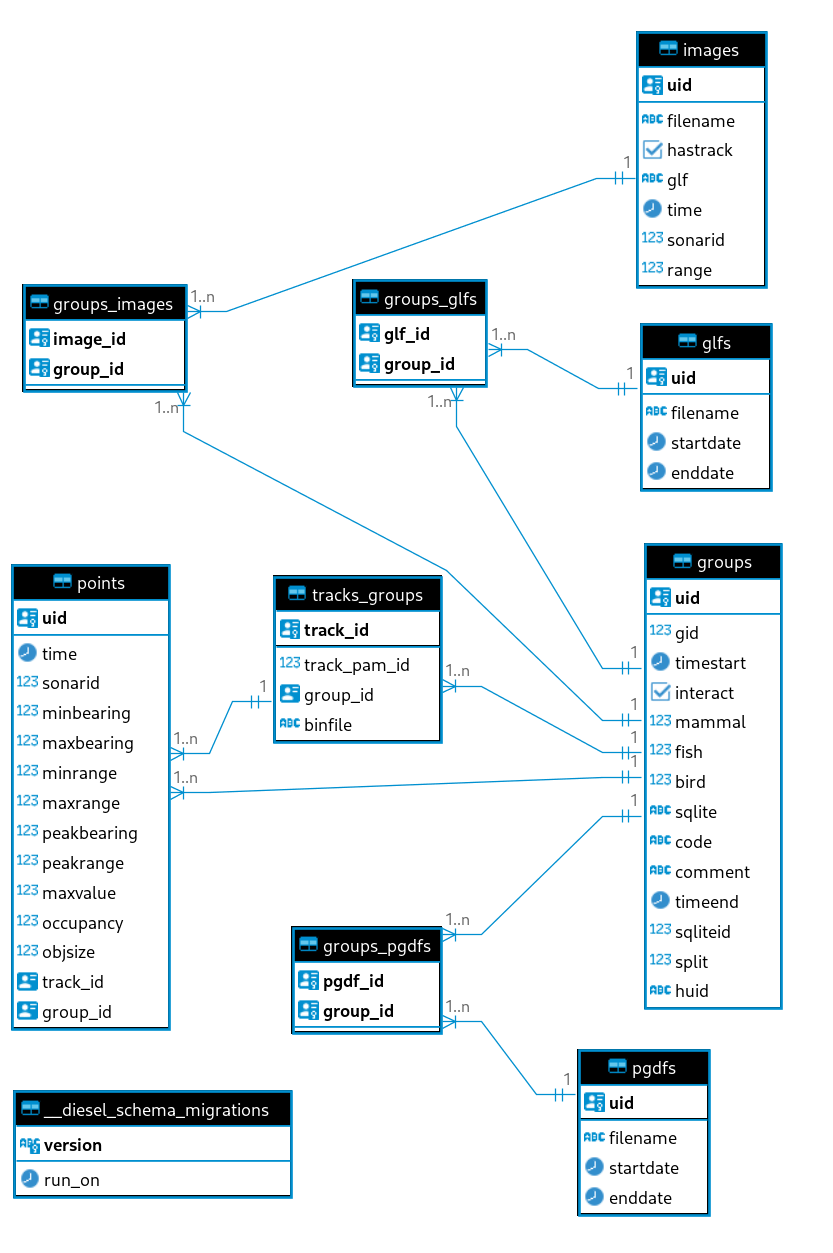 images
uid
filename
hastrack
glf
time
sonarid
range
1
1..n
groups_images
image_id
group_id
1..n
groups_glfs
glf_id
group_id
1..n
1..n
glfs
uid
filename
startdate
enddate
1
groups
uid
gid
timestart
interact
mammal
fish
bird
sqlite
code
comment
timeend
sqliteid
split
huid
1
1
1
1
1
points
uid
time
sonarid
minbearing
maxbearing
minrange
maxrange
peakbearing
peakrange
maxvalue
occupancy
objsize
track_id
group_id
1..n
1..n
1
tracks_groups
track_id
track_pam_id
group_id
binfile
1..n
groups_pgdfs
pgdf_id
group_id
1..n
1..n
1
pgdfs
uid
filename
startdate
enddate
__diesel_schema_migrations
version
run_on